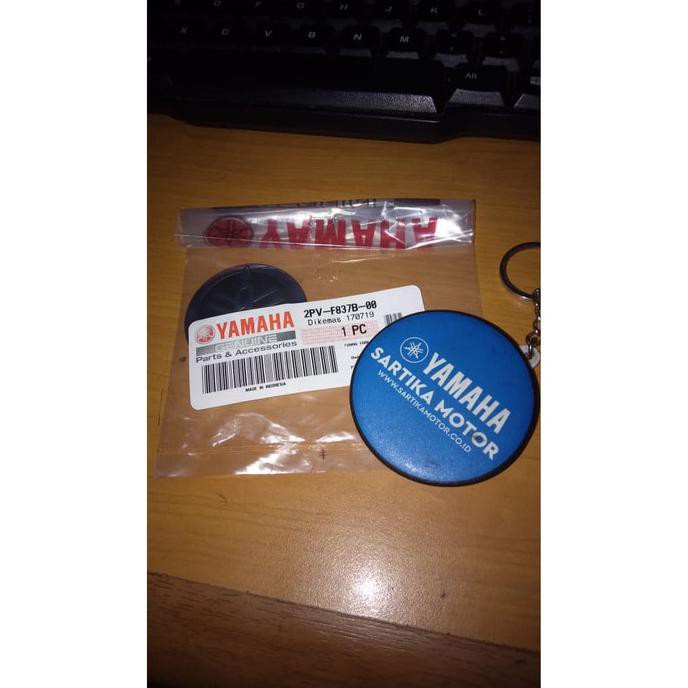 YAMAHA
YAMAHA
GENUINE
Parts & Accessories
2PV-F837B-00
Dikemas 170719
1 PC
MADE IN INDONESIA
YAMAHA
SARTIKA MOTOR
WWW.SARTIKAMOTOR.CO.ID
Alt
X
C
V
B
N
M